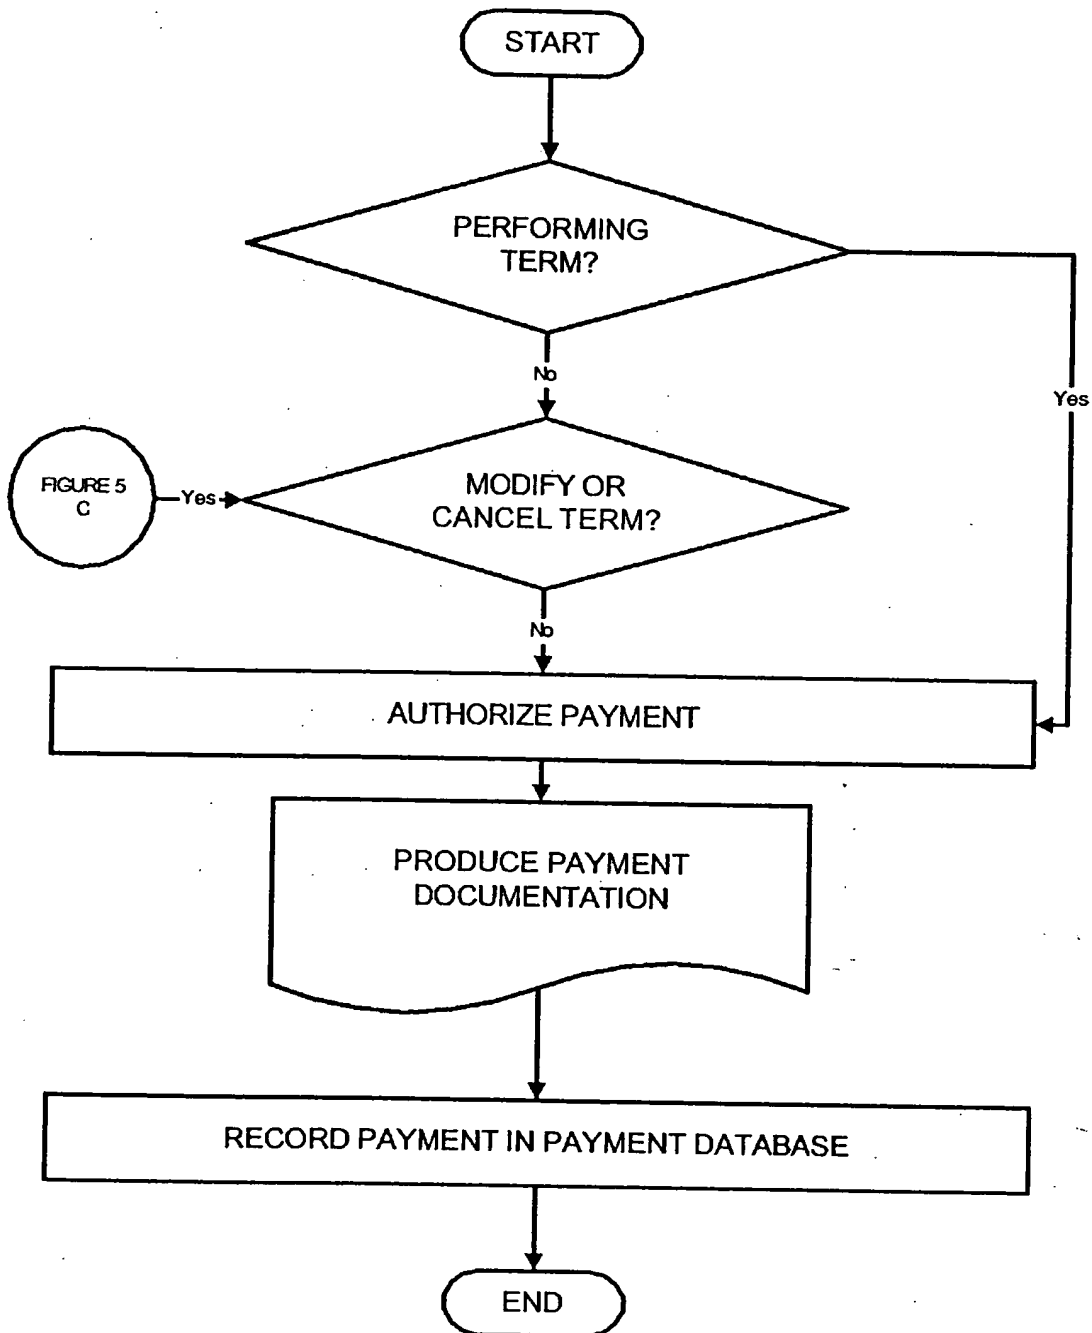 START
PERFORMING
TERM?
No
Yes
FIGURE 5
C
Yes
MODIFY OR
CANCEL TERM?
No
AUTHORIZE PAYMENT
PRODUCE PAYMENT
DOCUMENTATION
RECORD PAYMENT IN PAYMENT DATABASE
END